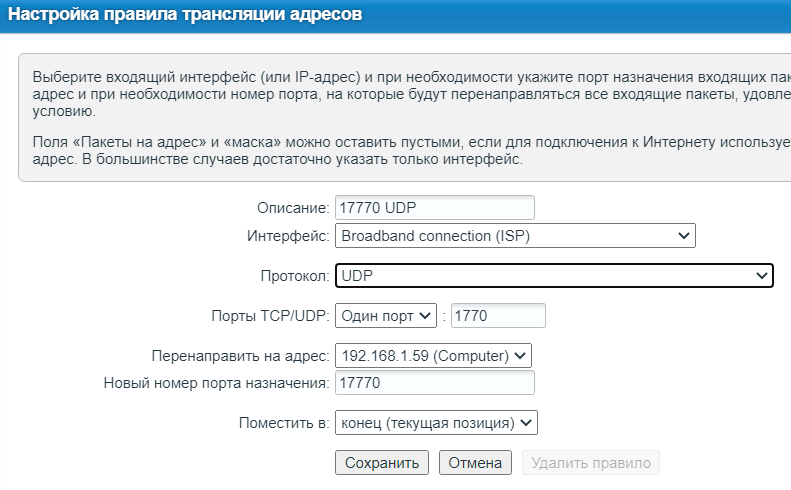 Настройка правила трансляции адресов
Выберите входящий интерфейс (или IP-адрес) и при необходимости укажите порт назначения входящих пак
адрес и при необходимости номер порта, на которые будут перенаправляться все входящие пакеты, удовле
условию.
Поля «Пакеты на адрес» и «маска» можно оставить пустыми, если для подключения к Интернету используе
адрес. В большинстве случаев достаточно указать только интерфейс.
Описание: 17770 UDP
Интерфейс: Broadband connection (ISP)
Протокол: UDP
Порты TCP/UDP: Один порт : 1770
Перенаправить на адрес: 192.168.1.59 (Computer)
Новый номер порта назначения: 17770
Поместить в: конец (текущая позиция)
Сохранить Отмена Удалить правило